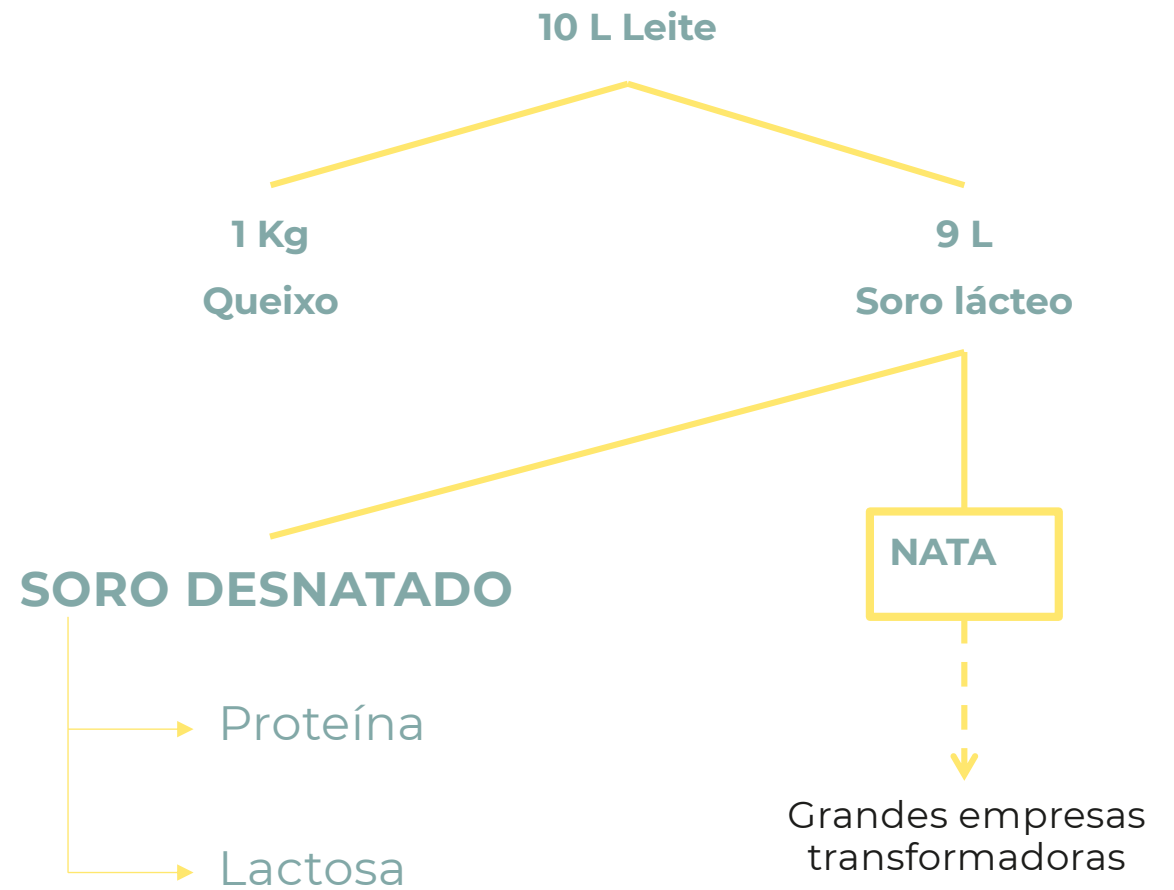 10 L Leite
1 Kg
Queixo
9 L
Soro lácteo
SORO DESNATADO
Proteína
Lactosa
NATA
Grandes empresas
transformadoras